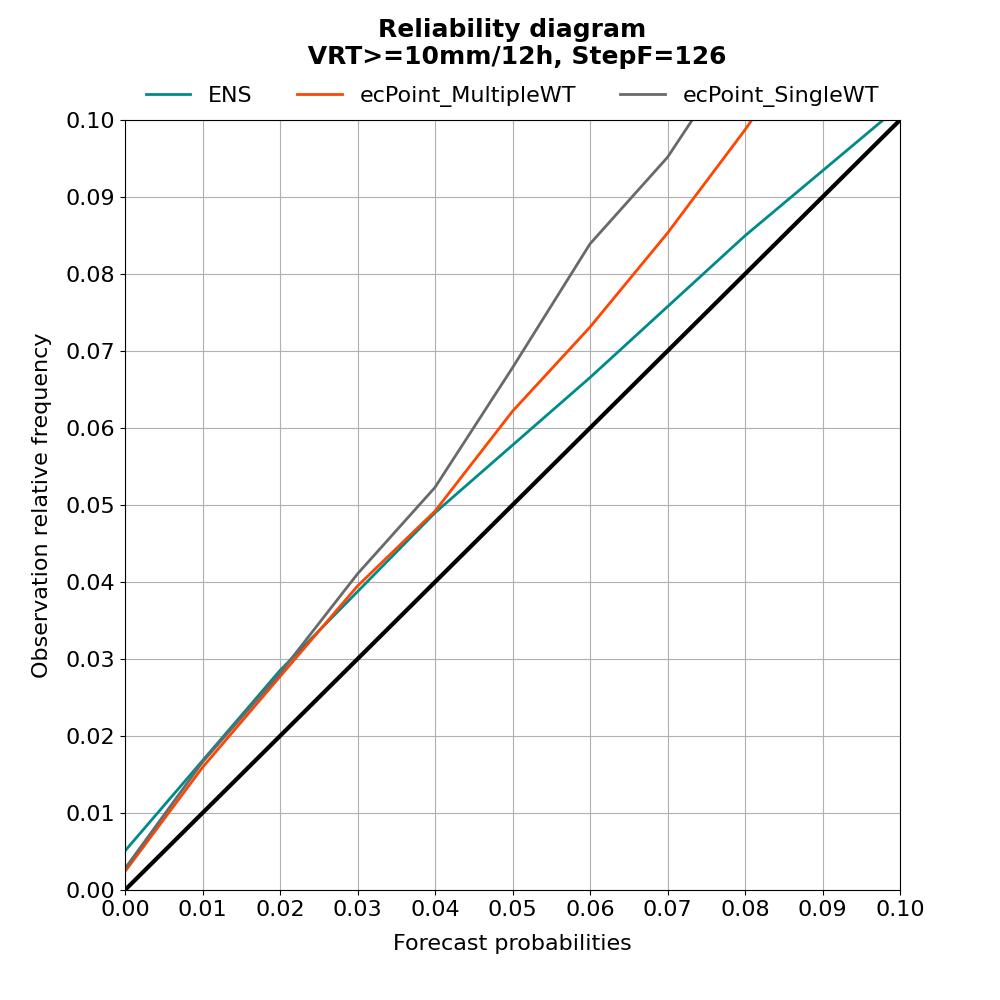 Reliability diagram
VRT>=10mm/12h, StepF=126
ENS ecPoint_MultipleWT ecPoint_SingleWT
0.10
0.09
0.08
0.07
0.06
0.05
0.04
0.03
0.02
0.01
0.00
Observation relative frequency
0.00 0.01 0.02 0.03 0.04 0.05 0.06 0.07 0.08 0.09 0.10
Forecast probabilities